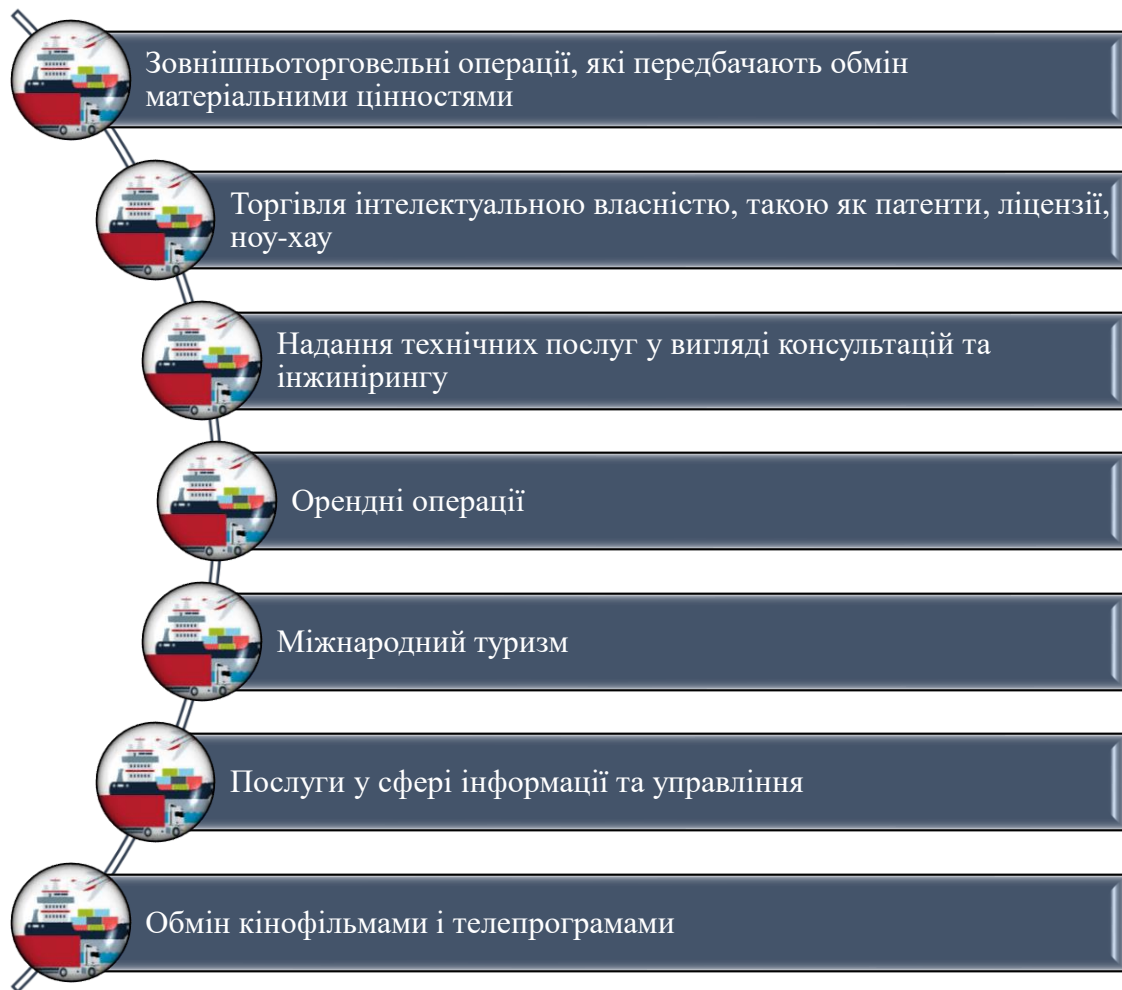 Зовнішньоторговельні операції, які передбачають обмін
матеріальними цінностями
Торгівля інтелектуальною власністю, такою як патенти, ліцензії,
ноу-хау
Надання технічних послуг у вигляді консультацій та
інжинірингу
Орендні операції
Міжнародний туризм
Послуги у сфері інформації та управління
Обмін кінофільмами і телепрограмами